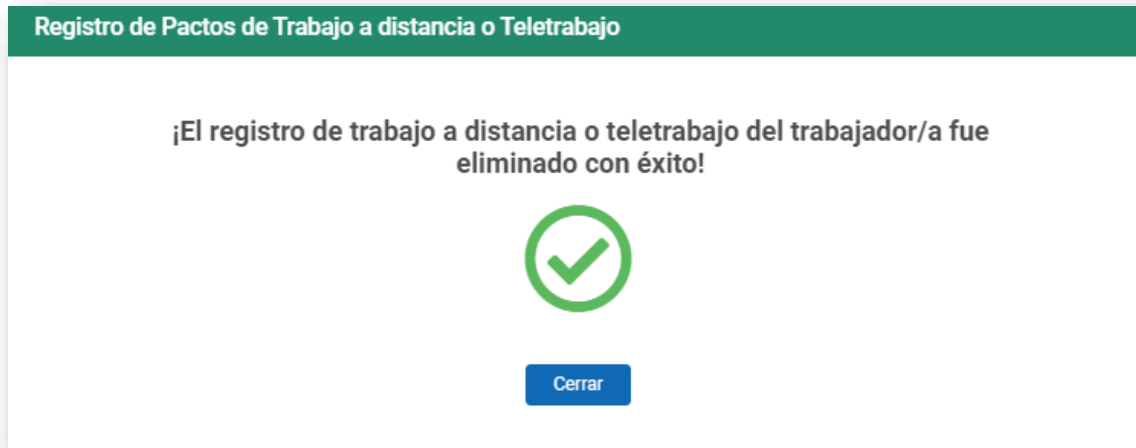 Registro de Pactos de Trabajo a distancia o Teletrabajo
¡El registro de trabajo a distancia o teletrabajo del trabajador/a fue
eliminado con éxito!
Cerrar